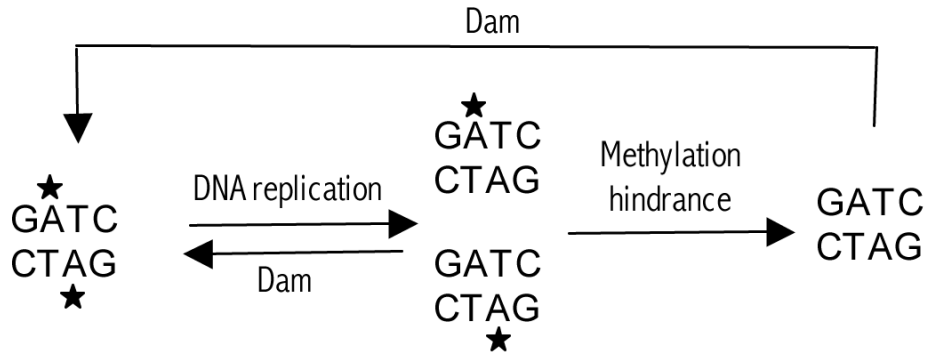 Dam
GATC
CTAG
DNA replication
Dam
GATC
CTAG
GATC
CTAG
Methylation
hindrance
GATC
CTAG